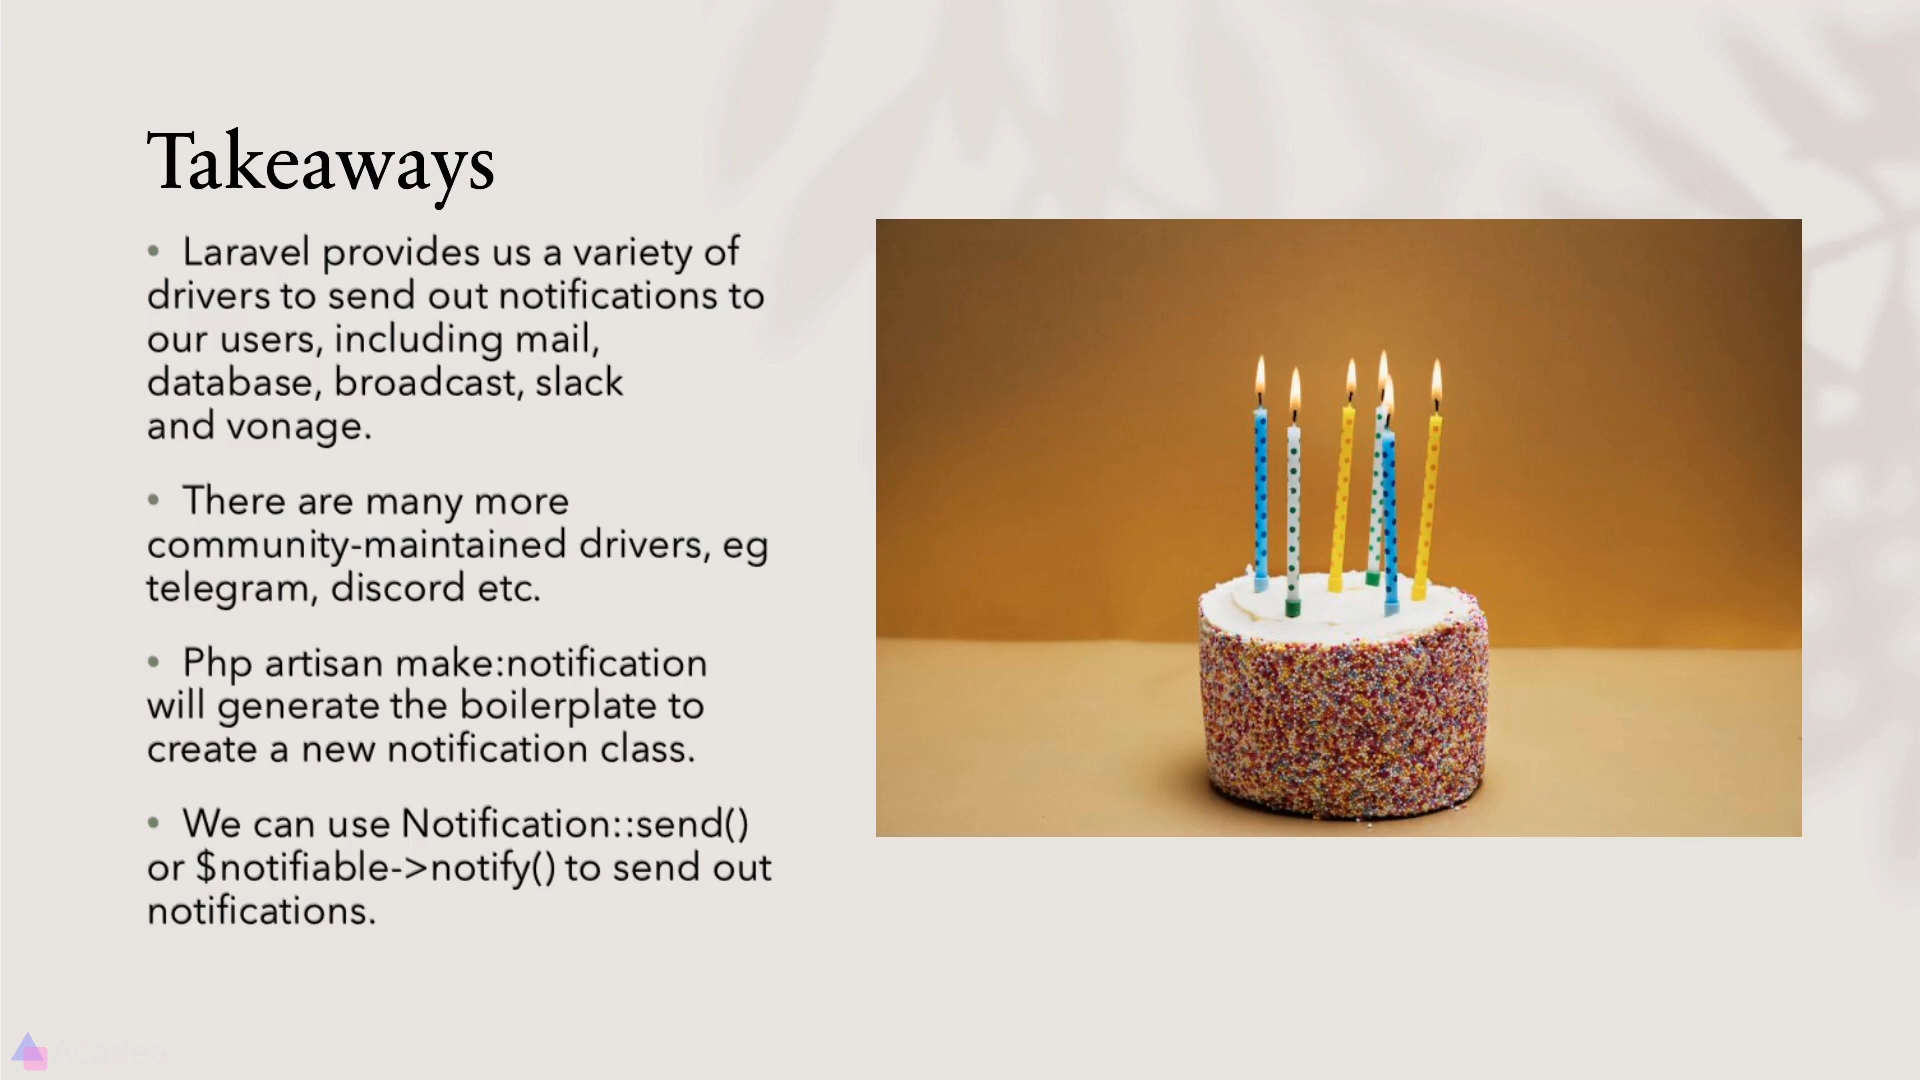 Takeaways
• Laravel provides us a variety of
drivers to send out notifications to
our users, including mail,
database, broadcast, slack
and vonage.
• There are many more
community-maintained drivers, eg
telegram, discord etc.
• Php artisan make:notification
will generate the boilerplate to
create a new notification class.
• We can use Notification::send()
or $notifiable->notify() to send out
notifications.